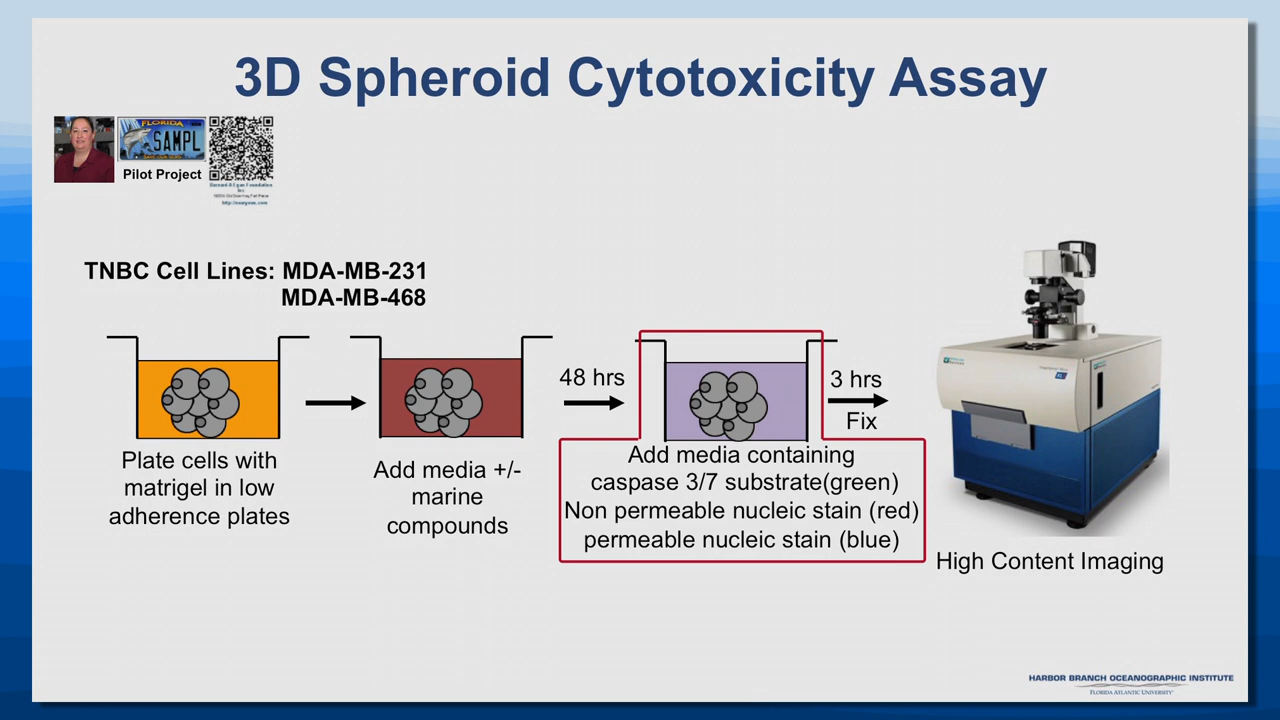 3D Spheroid Cytotoxicity Assay
FLORIDA
SAMPL
Pilot Project
http://beegan.com
TNBC Cell Lines: MDA-MB-231
MDA-MB-468
48 hrs
3 hrs
Fix
Plate cells with
matrigel in low
adherence plates
Add media +/-
marine
compounds
Add media containing
caspase 3/7 substrate(green)
Non permeable nucleic stain (red)
permeable nucleic stain (blue)
High Content Imaging
HARBOR BRANCH OCEANOGRAPHIC INSTITUTE
FLORIDA ATLANTIC UNIVERSITY